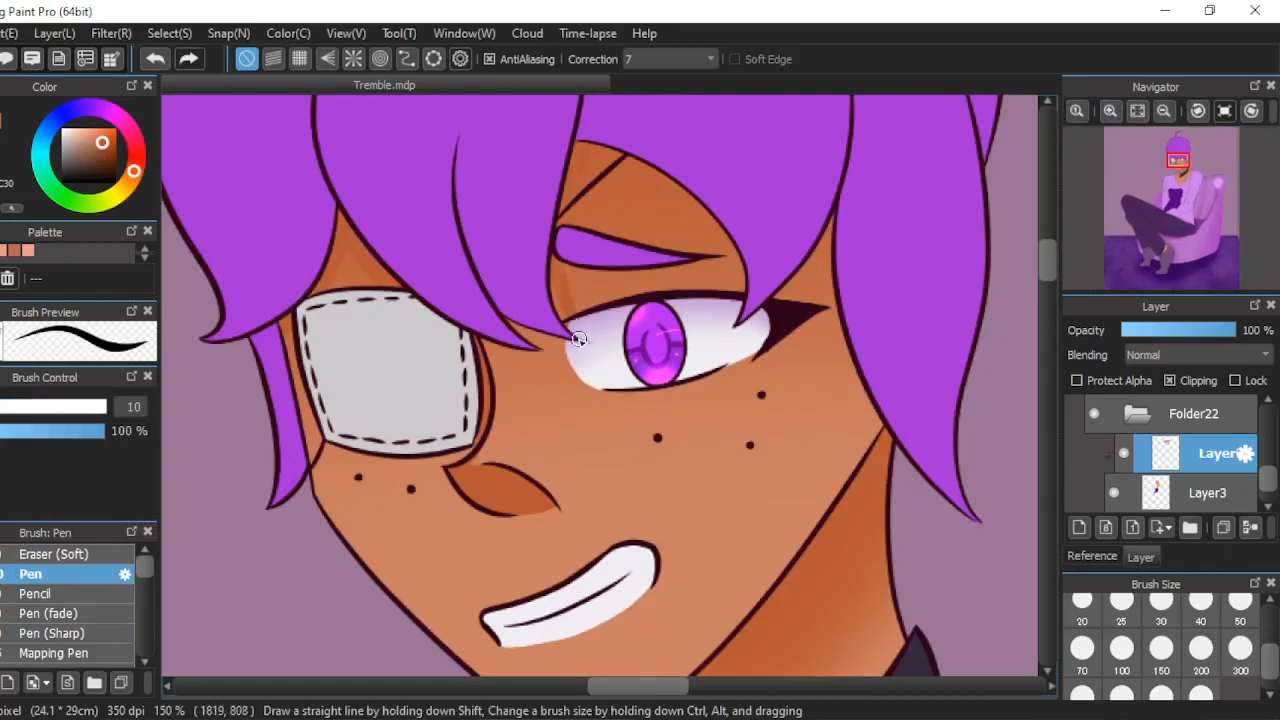 ng Paint Pro (64bit)
t(E) Layer(L) Filter(R) Select(S) Snap(N) Color(C) View(V) Tool(T) Window(W) Cloud Time-lapse Help
AntiAliasing Correction 7 Soft Edge
Color
Tremble.mdp
Navigator
C30
Palette
---
Brush Preview
Layer
Opacity 100 %
Blending Normal
Brush Control
Protect Alpha Clipping Lock
10
100 %
Folder22
Layer
Layer3
Brush: Pen
Eraser (Soft)
Pen
Pencil
Pen (fade)
Pen (Sharp)
Mapping Pen
Reference Layer
Brush Size
20 25 30 40 50
70 100 150 200 300
pixel (24.1 * 29cm) 350 dpi 150 % ( 1819, 808 ) Draw a straight line by holding down Shift, Change a brush size by holding down Ctrl, Alt, and dragging